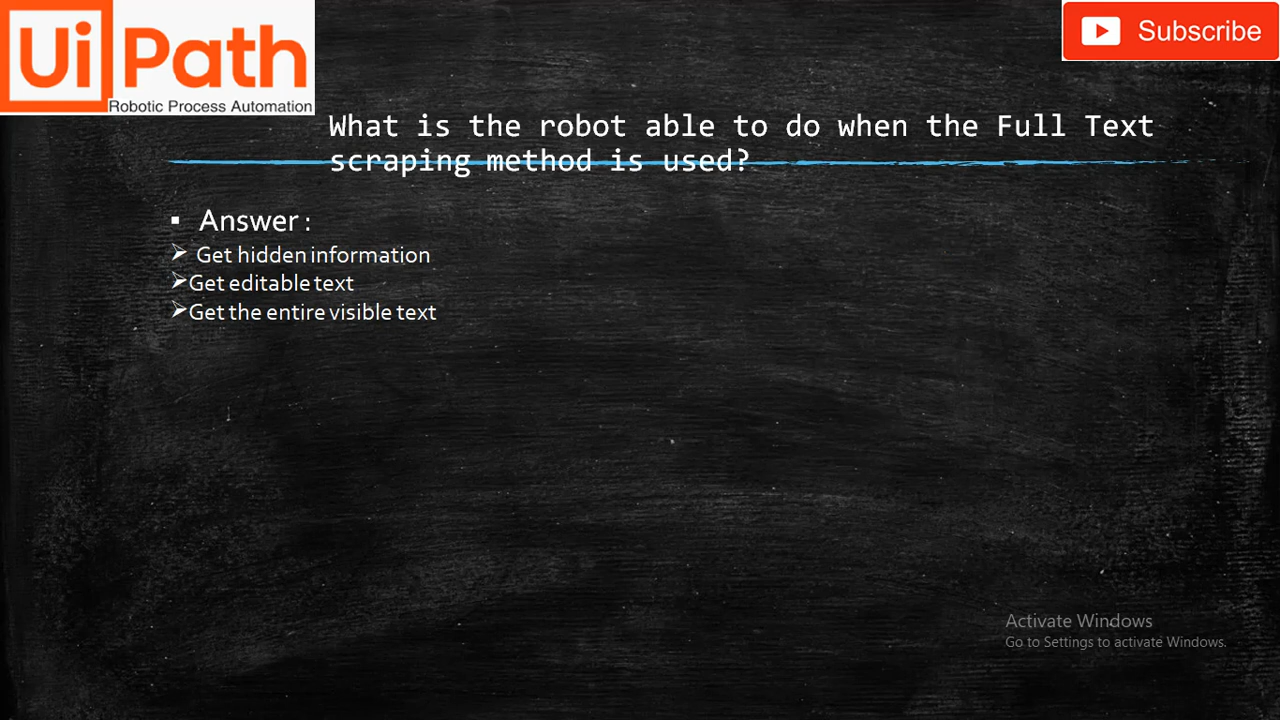 UiPath
Robotic Process Automation
Subscribe
What is the robot able to do when the Full Text
scraping method is used?
▪ Answer :
➢ Get hidden information
➢Get editable text
➢Get the entire visible text
Activate Windows
Go to Settings to activate Windows.